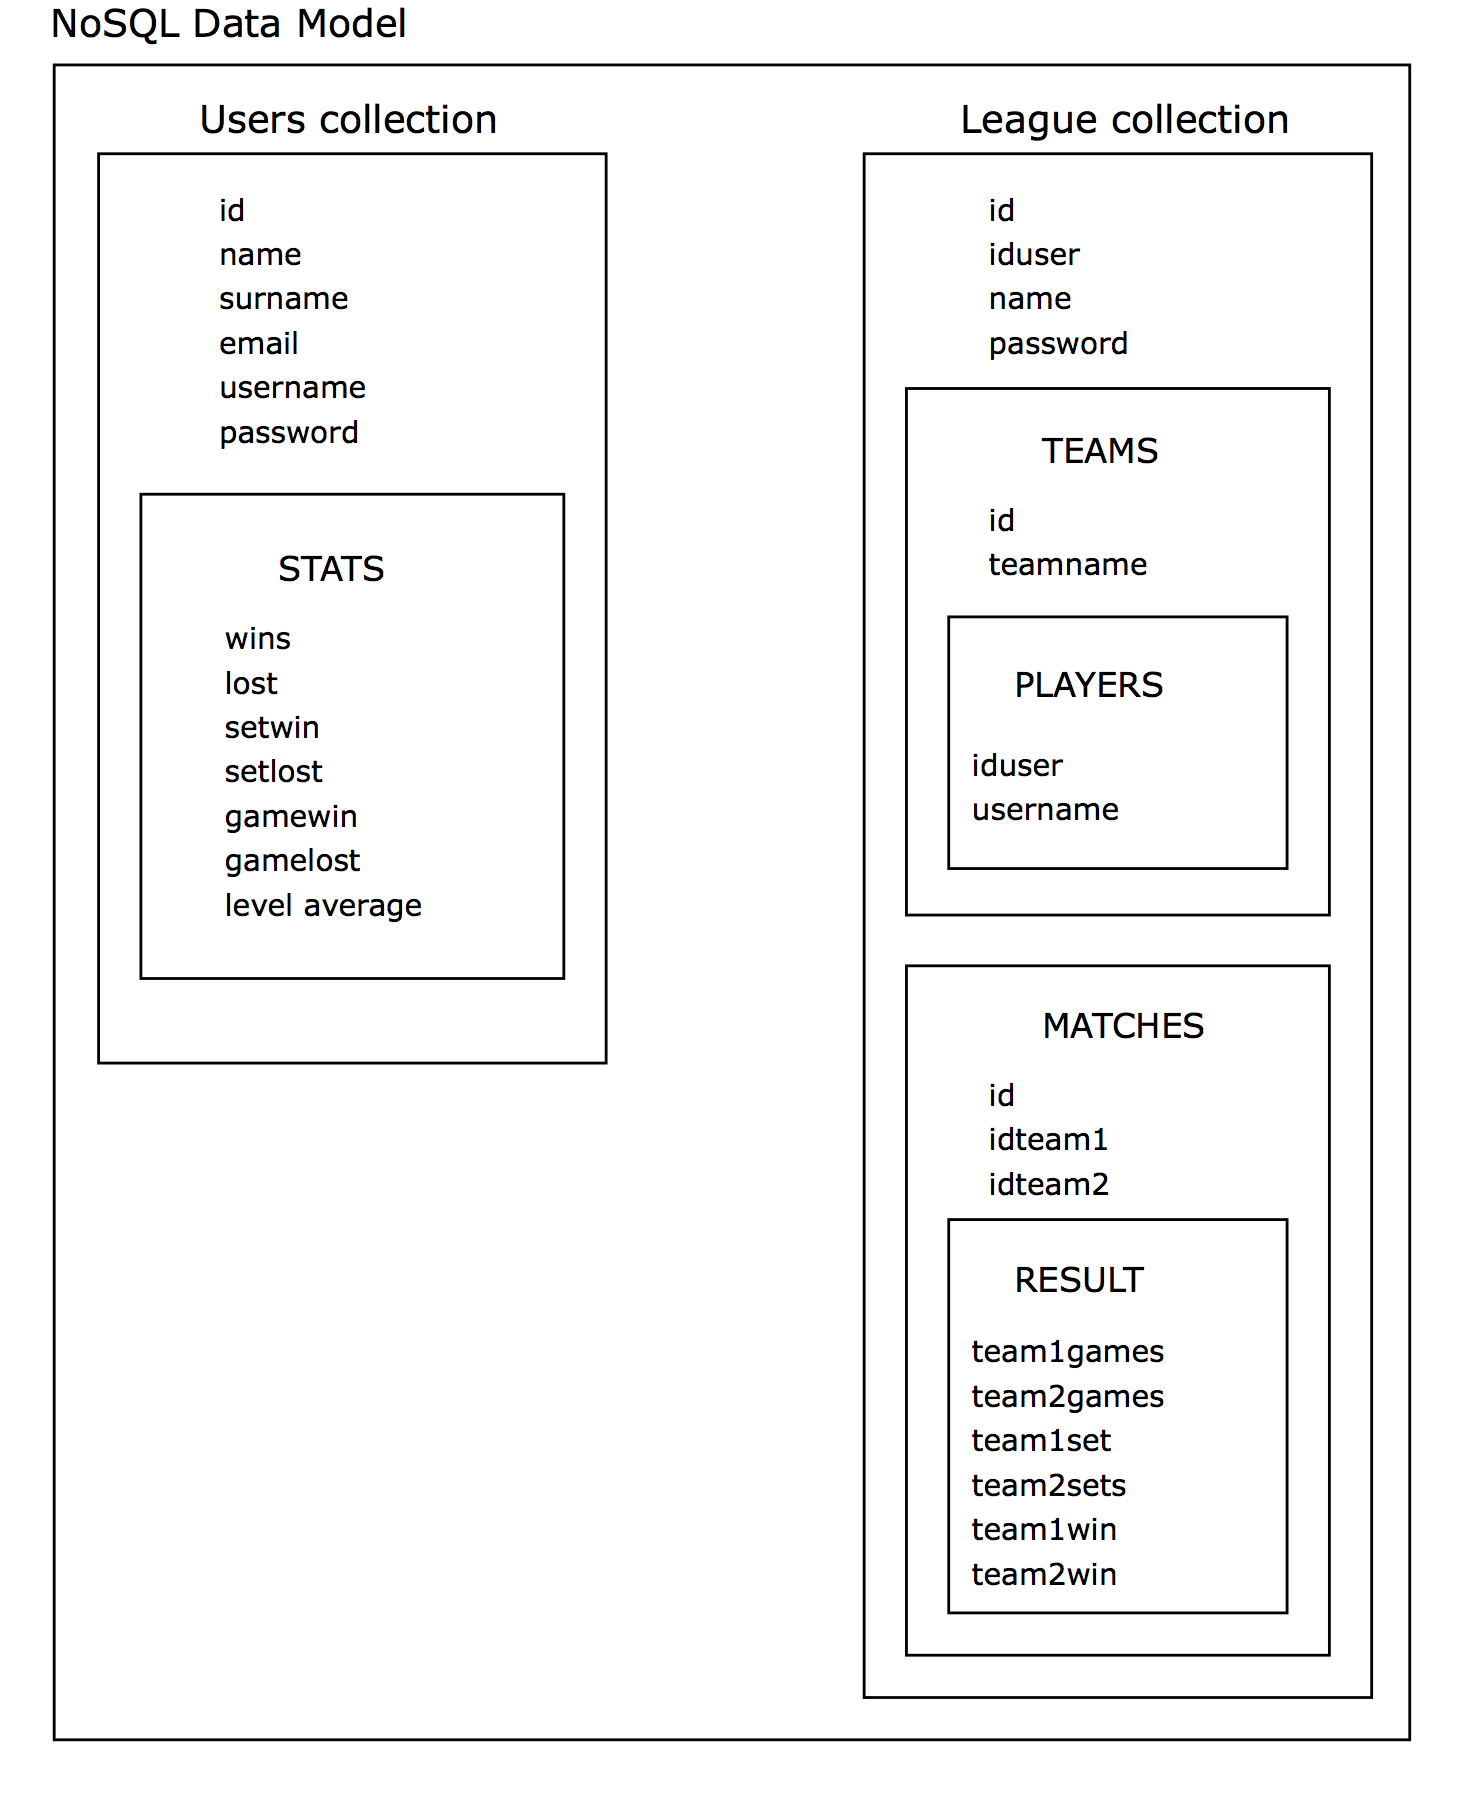 NoSQL Data Model
Users collection
id
name
surname
email
username
password
STATS
wins
lost
setwin
setlost
gamewin
gamelost
level average
League collection
id
iduser
name
password
TEAMS
id
teamname
PLAYERS
iduser
username
MATCHES
id
idteam1
idteam2
RESULT
team1games
team2games
team1set
team2sets
team1win
team2win